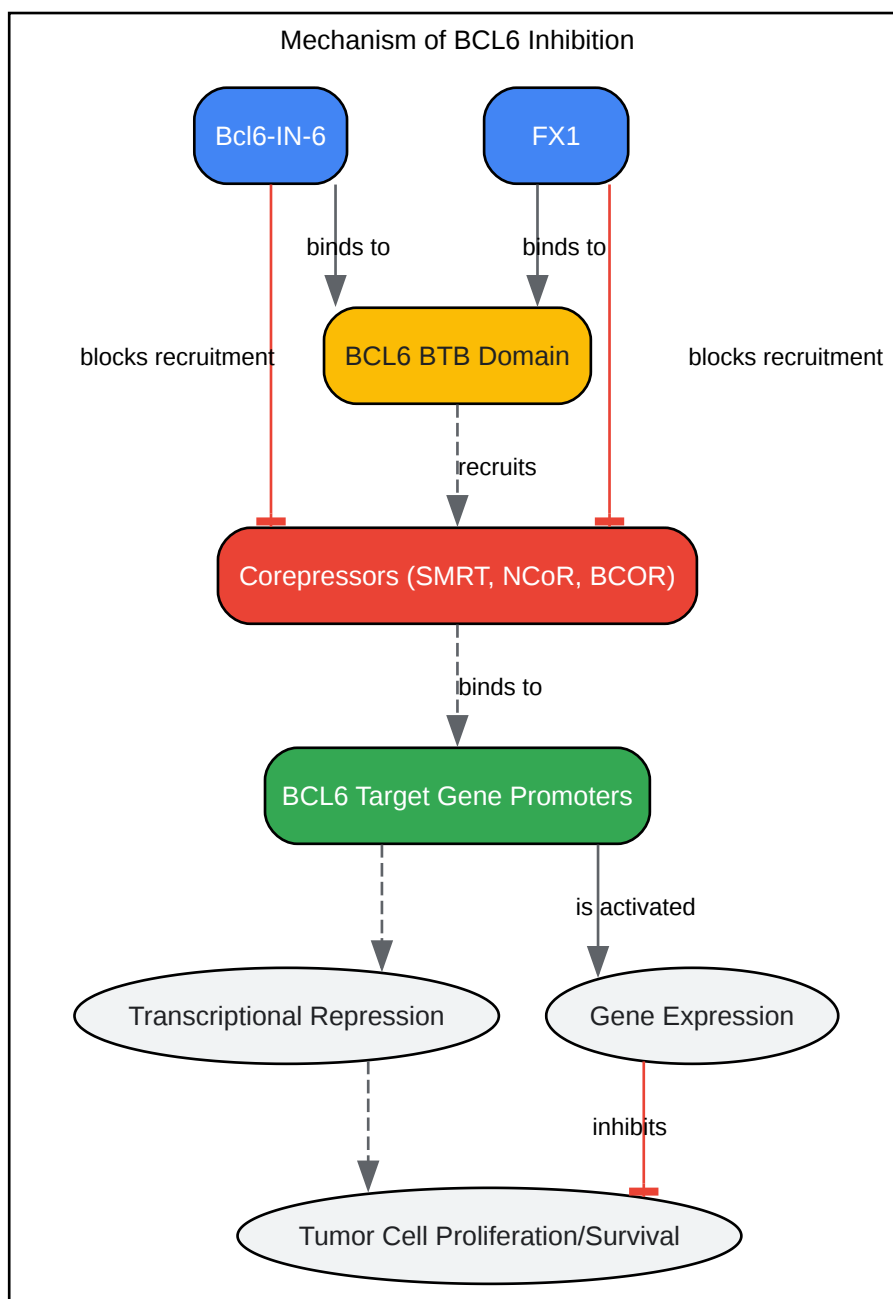 Mechanism of BCL6 Inhibition
Bcl6-IN-6
FX1
binds to
binds to
blocks recruitment
BCL6 BTB Domain
blocks recruitment
recruits
Corepressors (SMRT, NCoR, BCOR)
binds to
BCL6 Target Gene Promoters
is activated
Transcriptional Repression
Gene Expression
inhibits
Tumor Cell Proliferation/Survival